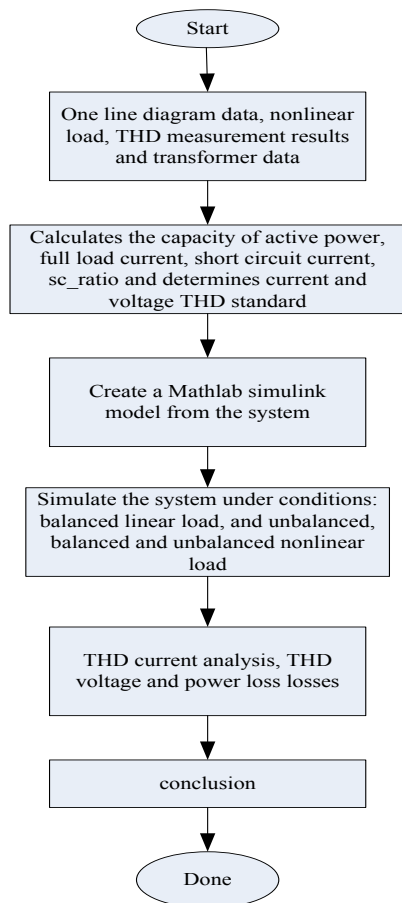 Start
One line diagram data, nonlinear
load, THD measurement results
and transformer data
Calculates the capacity of active power,
full load current, short circuit current,
sc_ratio and determines current and
voltage THD standard
Create a Mathlab simulink
model from the system
Simulate the system under conditions:
balanced linear load, and unbalanced,
balanced and unbalanced nonlinear
load
THD current analysis, THD
voltage and power loss losses
conclusion
Done